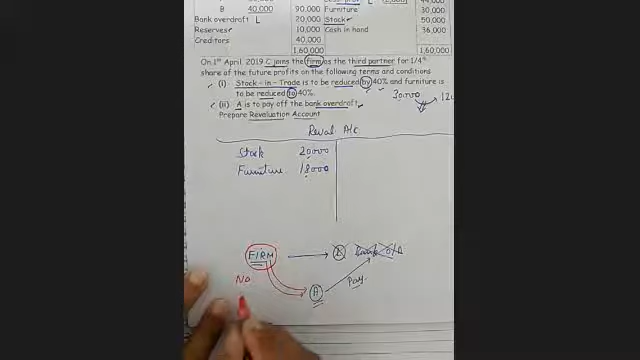 B 40,000 90,000 Furniture 30,000
Bank overdraft L 20,000 Stock 50,000
Reserves 10,000 Cash in hand 36,000
Creditors 40,000
1,60,000 1,60,000
On 1st April 2019 C joins the firm as the third partner for 1/4th
share of the future profits on the following terms and conditions
(i) Stock – in – Trade is to be reduced by 40% and furniture is
to be reduced to 40%.
30,000
(ii) A is to pay off the bank overdraft.
Prepare Revaluation Account
Reval A/c
Stock 20000
Furniture 18000
FIRM Bank O/D
No
A Pay